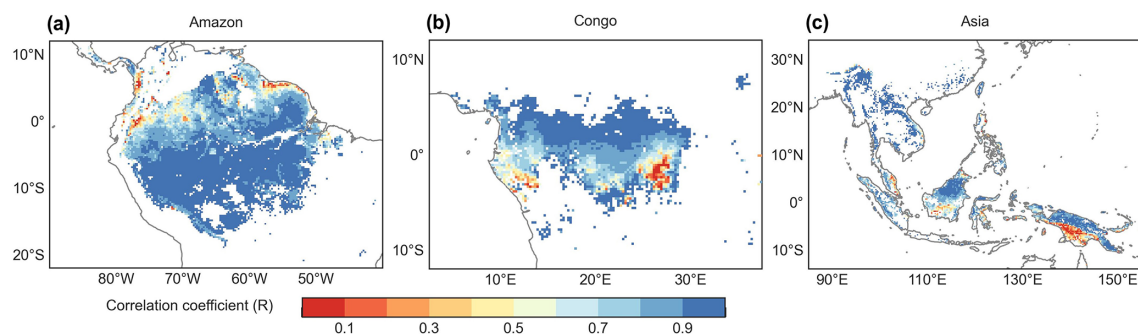 (a) Amazon
10°N
0°
10°S
20°S
80°W 70°W 60°W 50°W
(b) Congo
10°N
0°
10°S
10°E 20°E 30°E
(c) Asia
30°N
20°N
10°N
0°
10°S
90°E 110°E 130°E 150°E
Correlation coefficient (R)
0.1 0.3 0.5 0.7 0.9